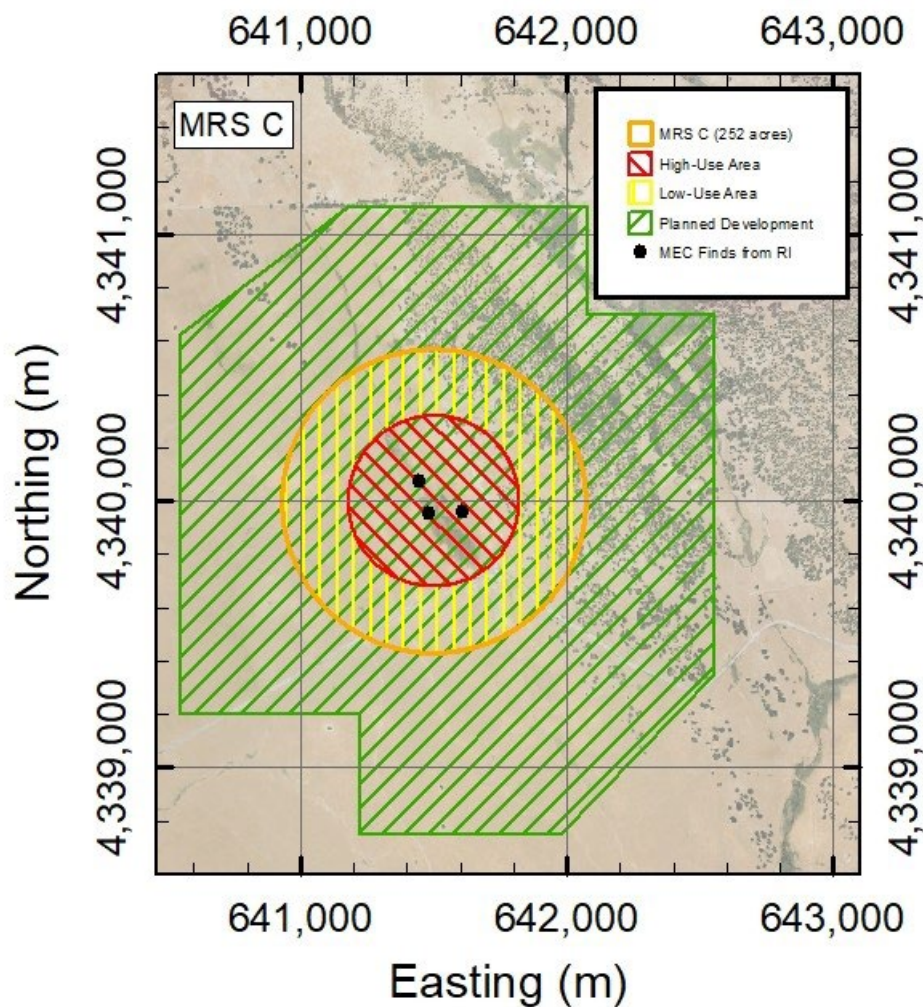 641,000 642,000 643,000
MRS C
MRS C (252 acres)
High-Use Area
Low-Use Area
Planned Development
MEC Finds from RI
4,341,000
4,340,000
4,339,000
Northing (m)
4,341,000
4,340,000
4,339,000
641,000 642,000 643,000
Easting (m)